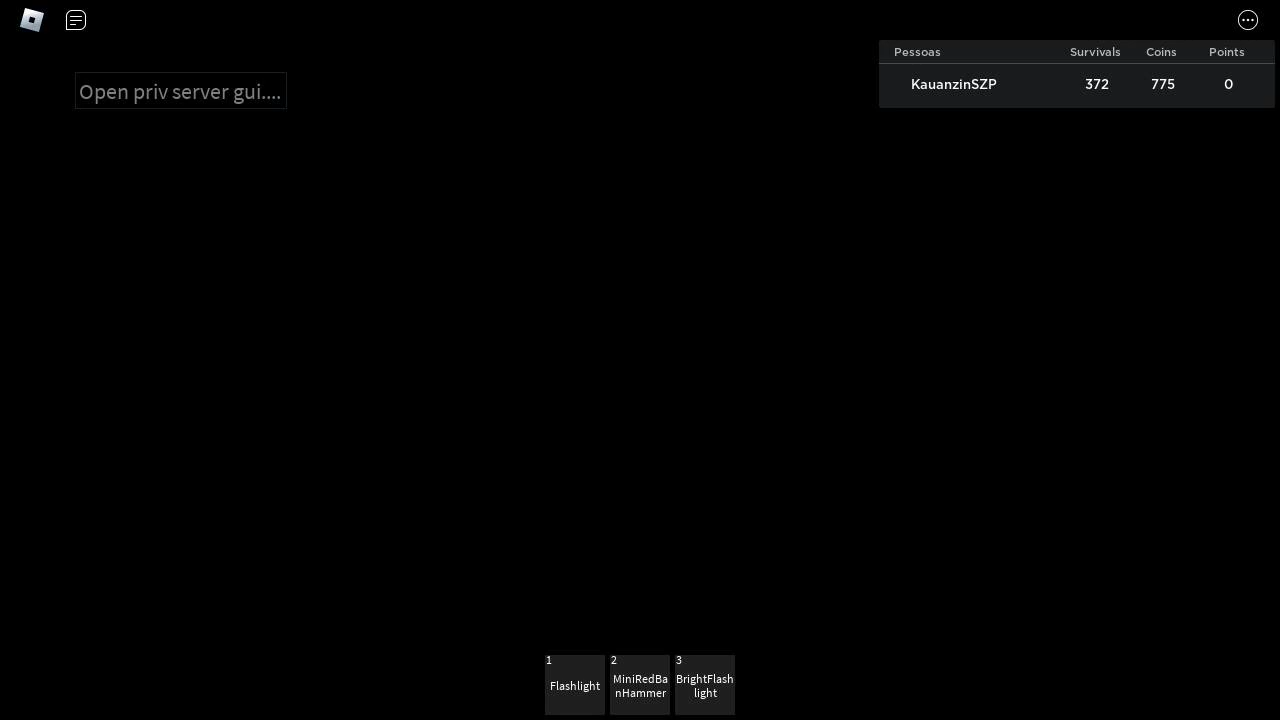 Pessoas Survivals Coins Points
KauanzinSZP 372 775 0
Open priv server gui....
1
Flashlight
2
MiniRedBa
nHammer
3
BrightFlash
light